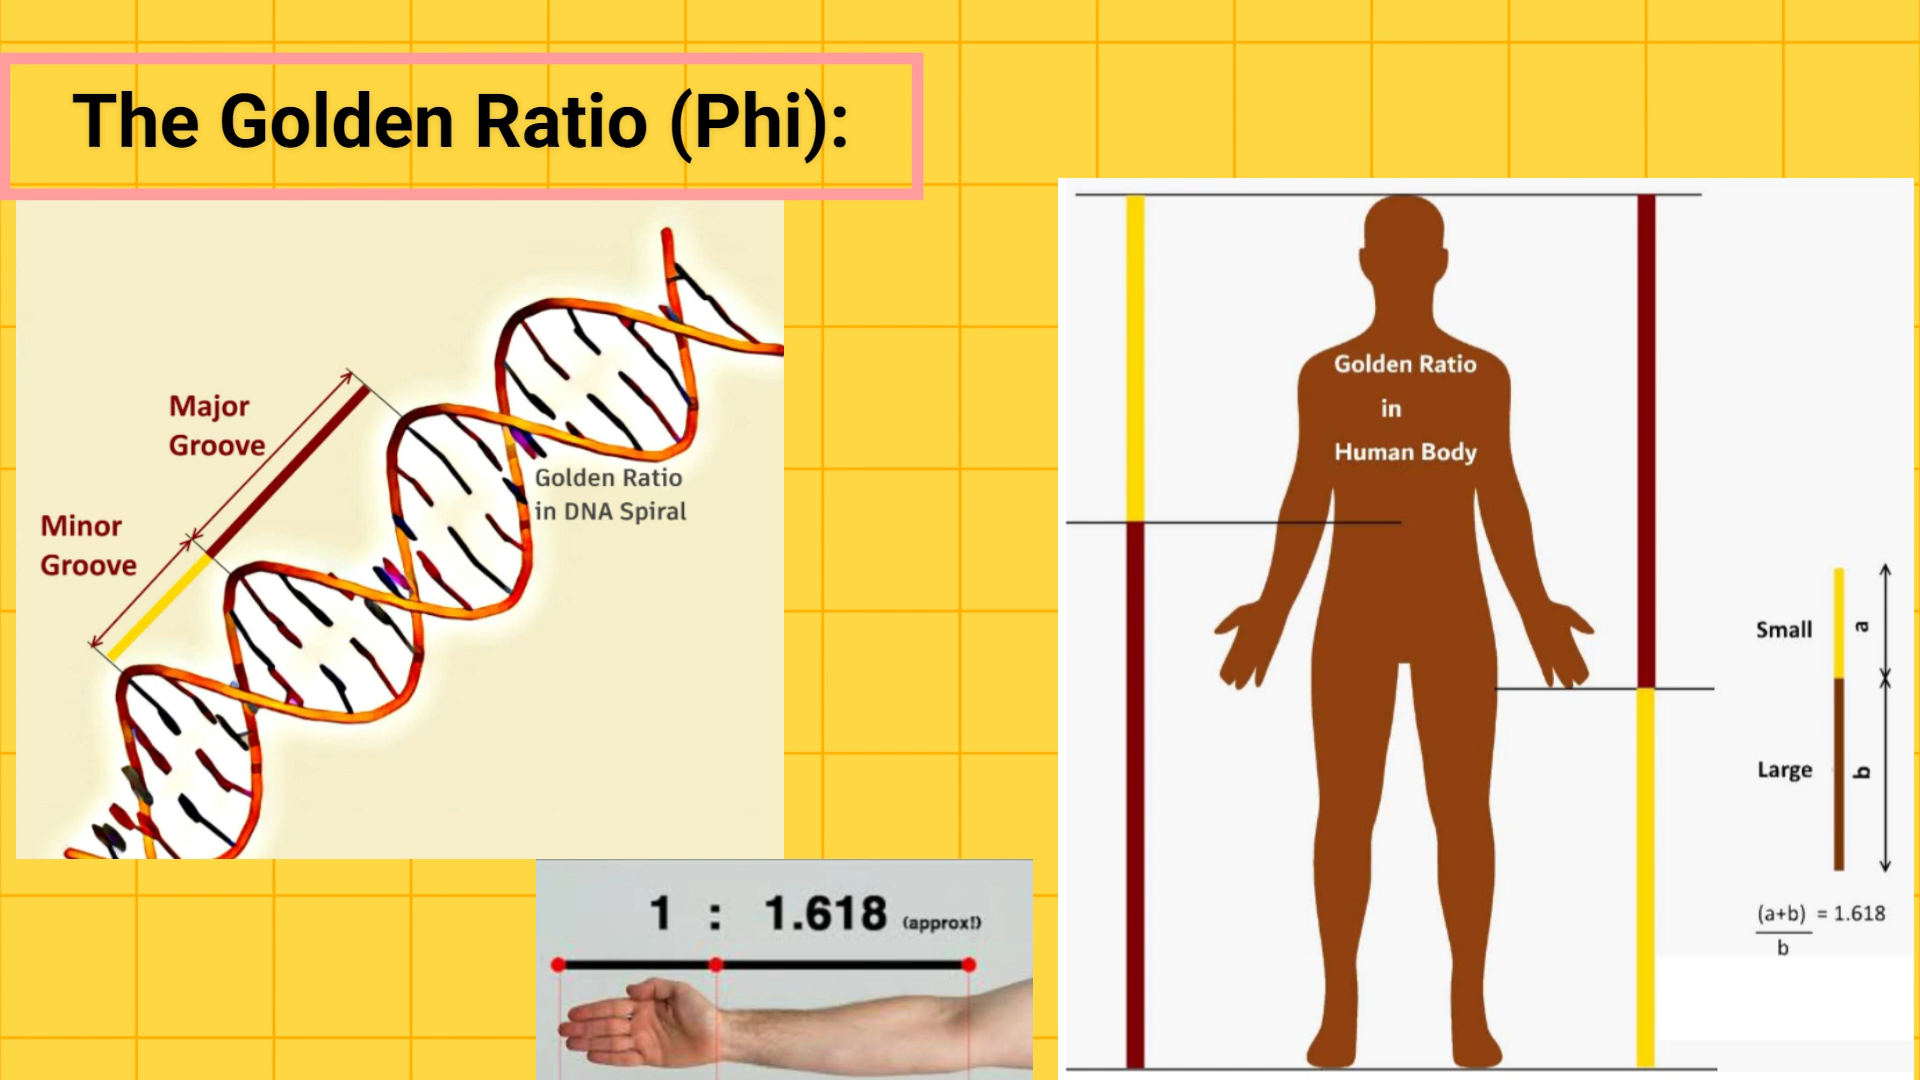 The Golden Ratio (Phi):
Major
Groove
Minor
Groove
Golden Ratio
in DNA Spiral
1 : 1.618 (approx!)
Golden Ratio
in
Human Body
Small
a
Large
b
(a+b) = 1.618
b